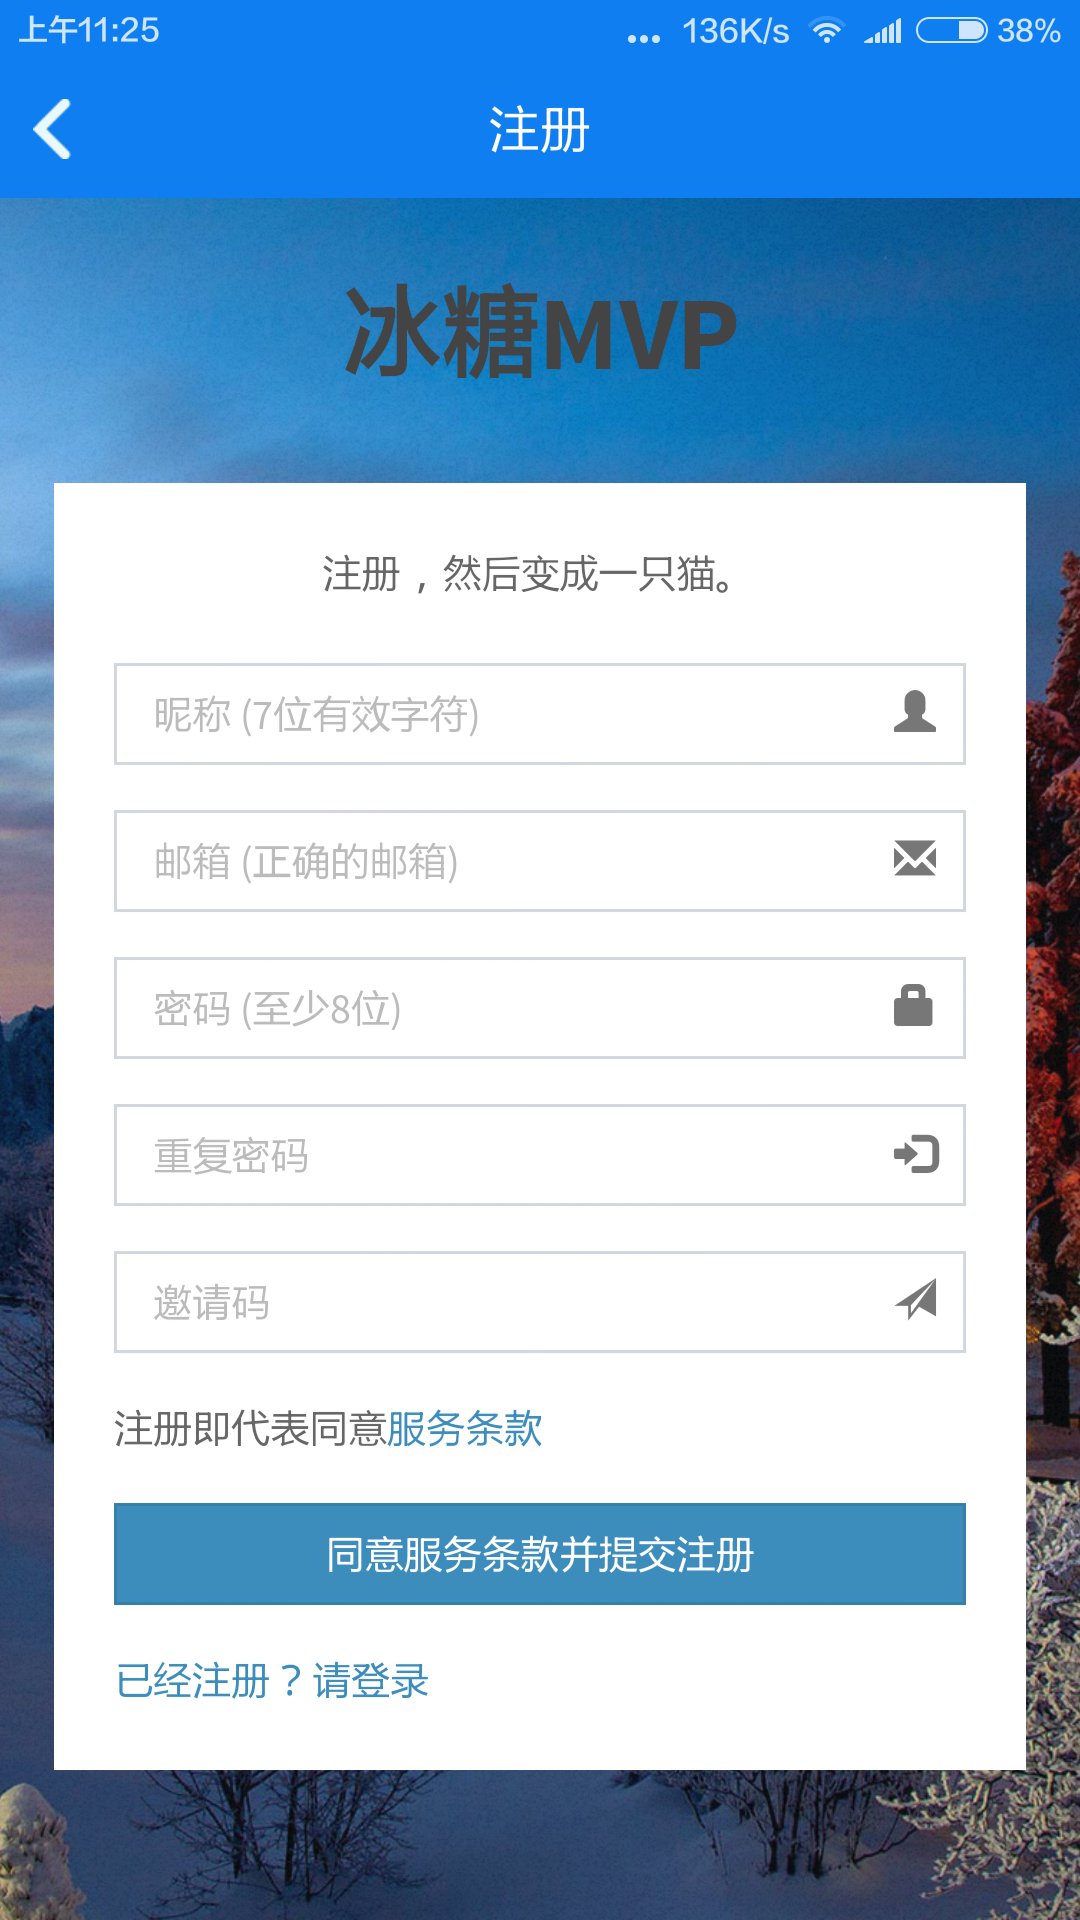 上午11:25
... 136K/s 38%
注册
冰糖MVP
注册，然后变成一只猫。
昵称 (7位有效字符)
邮箱 (正确的邮箱)
密码 (至少8位)
重复密码
邀请码
注册即代表同意服务条款
同意服务条款并提交注册
已经注册？请登录